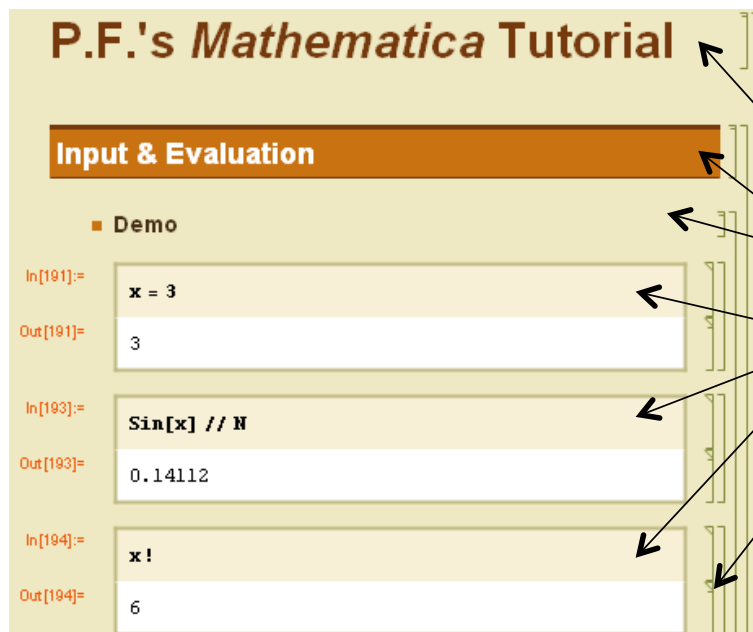 P.F.'s Mathematica Tutorial
Input & Evaluation
Demo
In[191]:=
x = 3
Out[191]=
3
In[193]:=
Sin[x] // N
Out[193]=
0.14112
In[194]:=
x!
Out[194]=
6